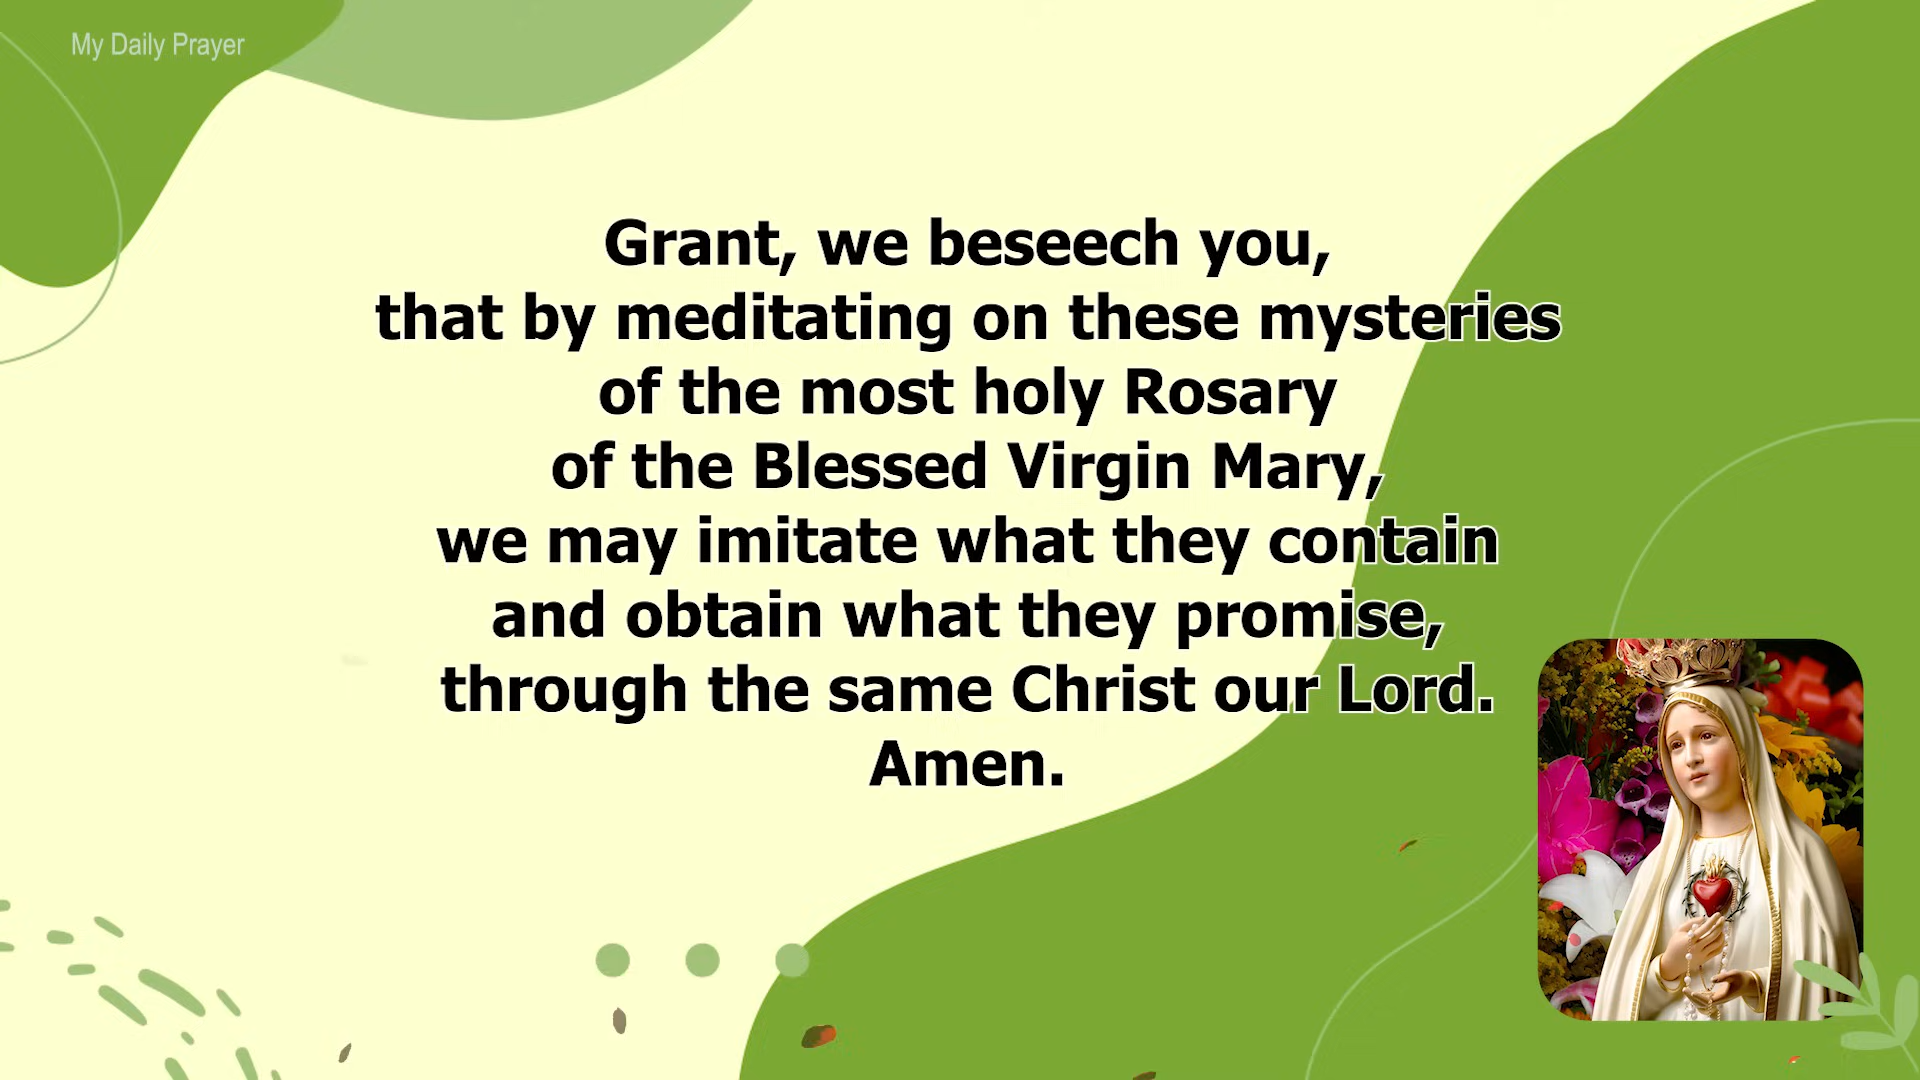 My Daily Prayer
Grant, we beseech you,
that by meditating on these mysteries
of the most holy Rosary
of the Blessed Virgin Mary,
we may imitate what they contain
and obtain what they promise,
through the same Christ our Lord.
Amen.